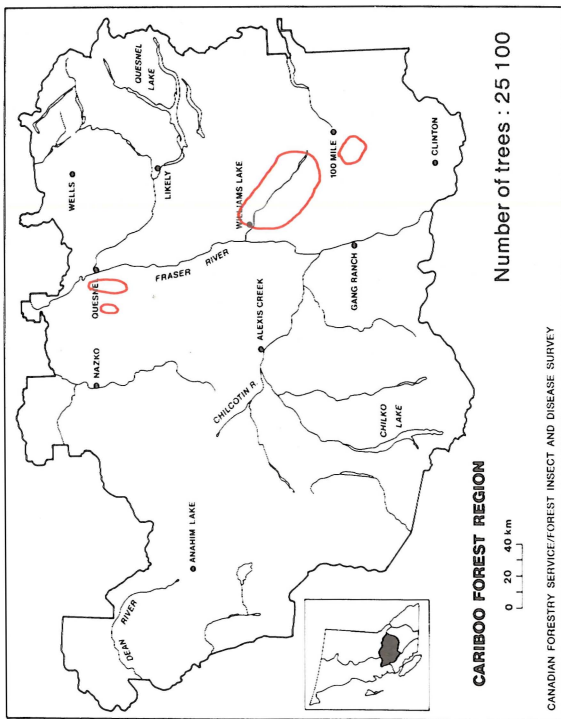 WELLS
QUESNEL
LAKE
QUESNEL
LIKELY
NAZKO
FRASER
RIVER
WILLIAMS LAKE
100 MILE
ALEXIS CREEK
CHILCOTIN R.
ANAHIM LAKE
DEAN
RIVER
GANG RANCH
CLINTON
CHILKO
LAKE
CARIBOO FOREST REGION
0 20 40 km
Number of trees : 25 100
CANADIAN FORESTRY SERVICE/FOREST INSECT AND DISEASE SURVEY